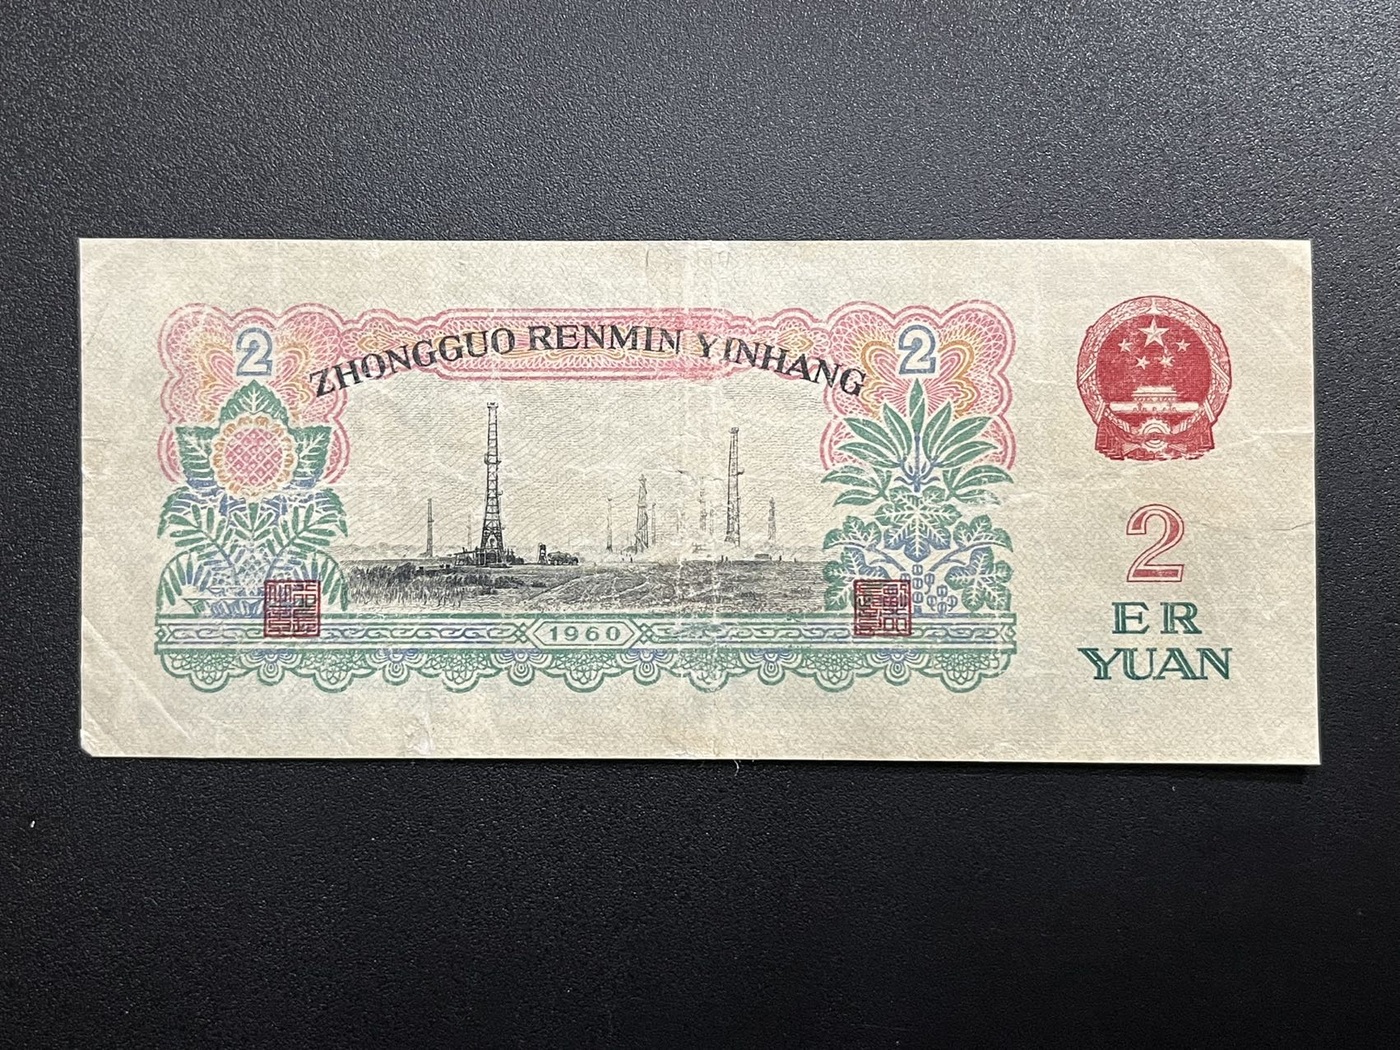 2
ZHONGGUO RENMIN YINHANG
2
1960
2
ER
YUAN